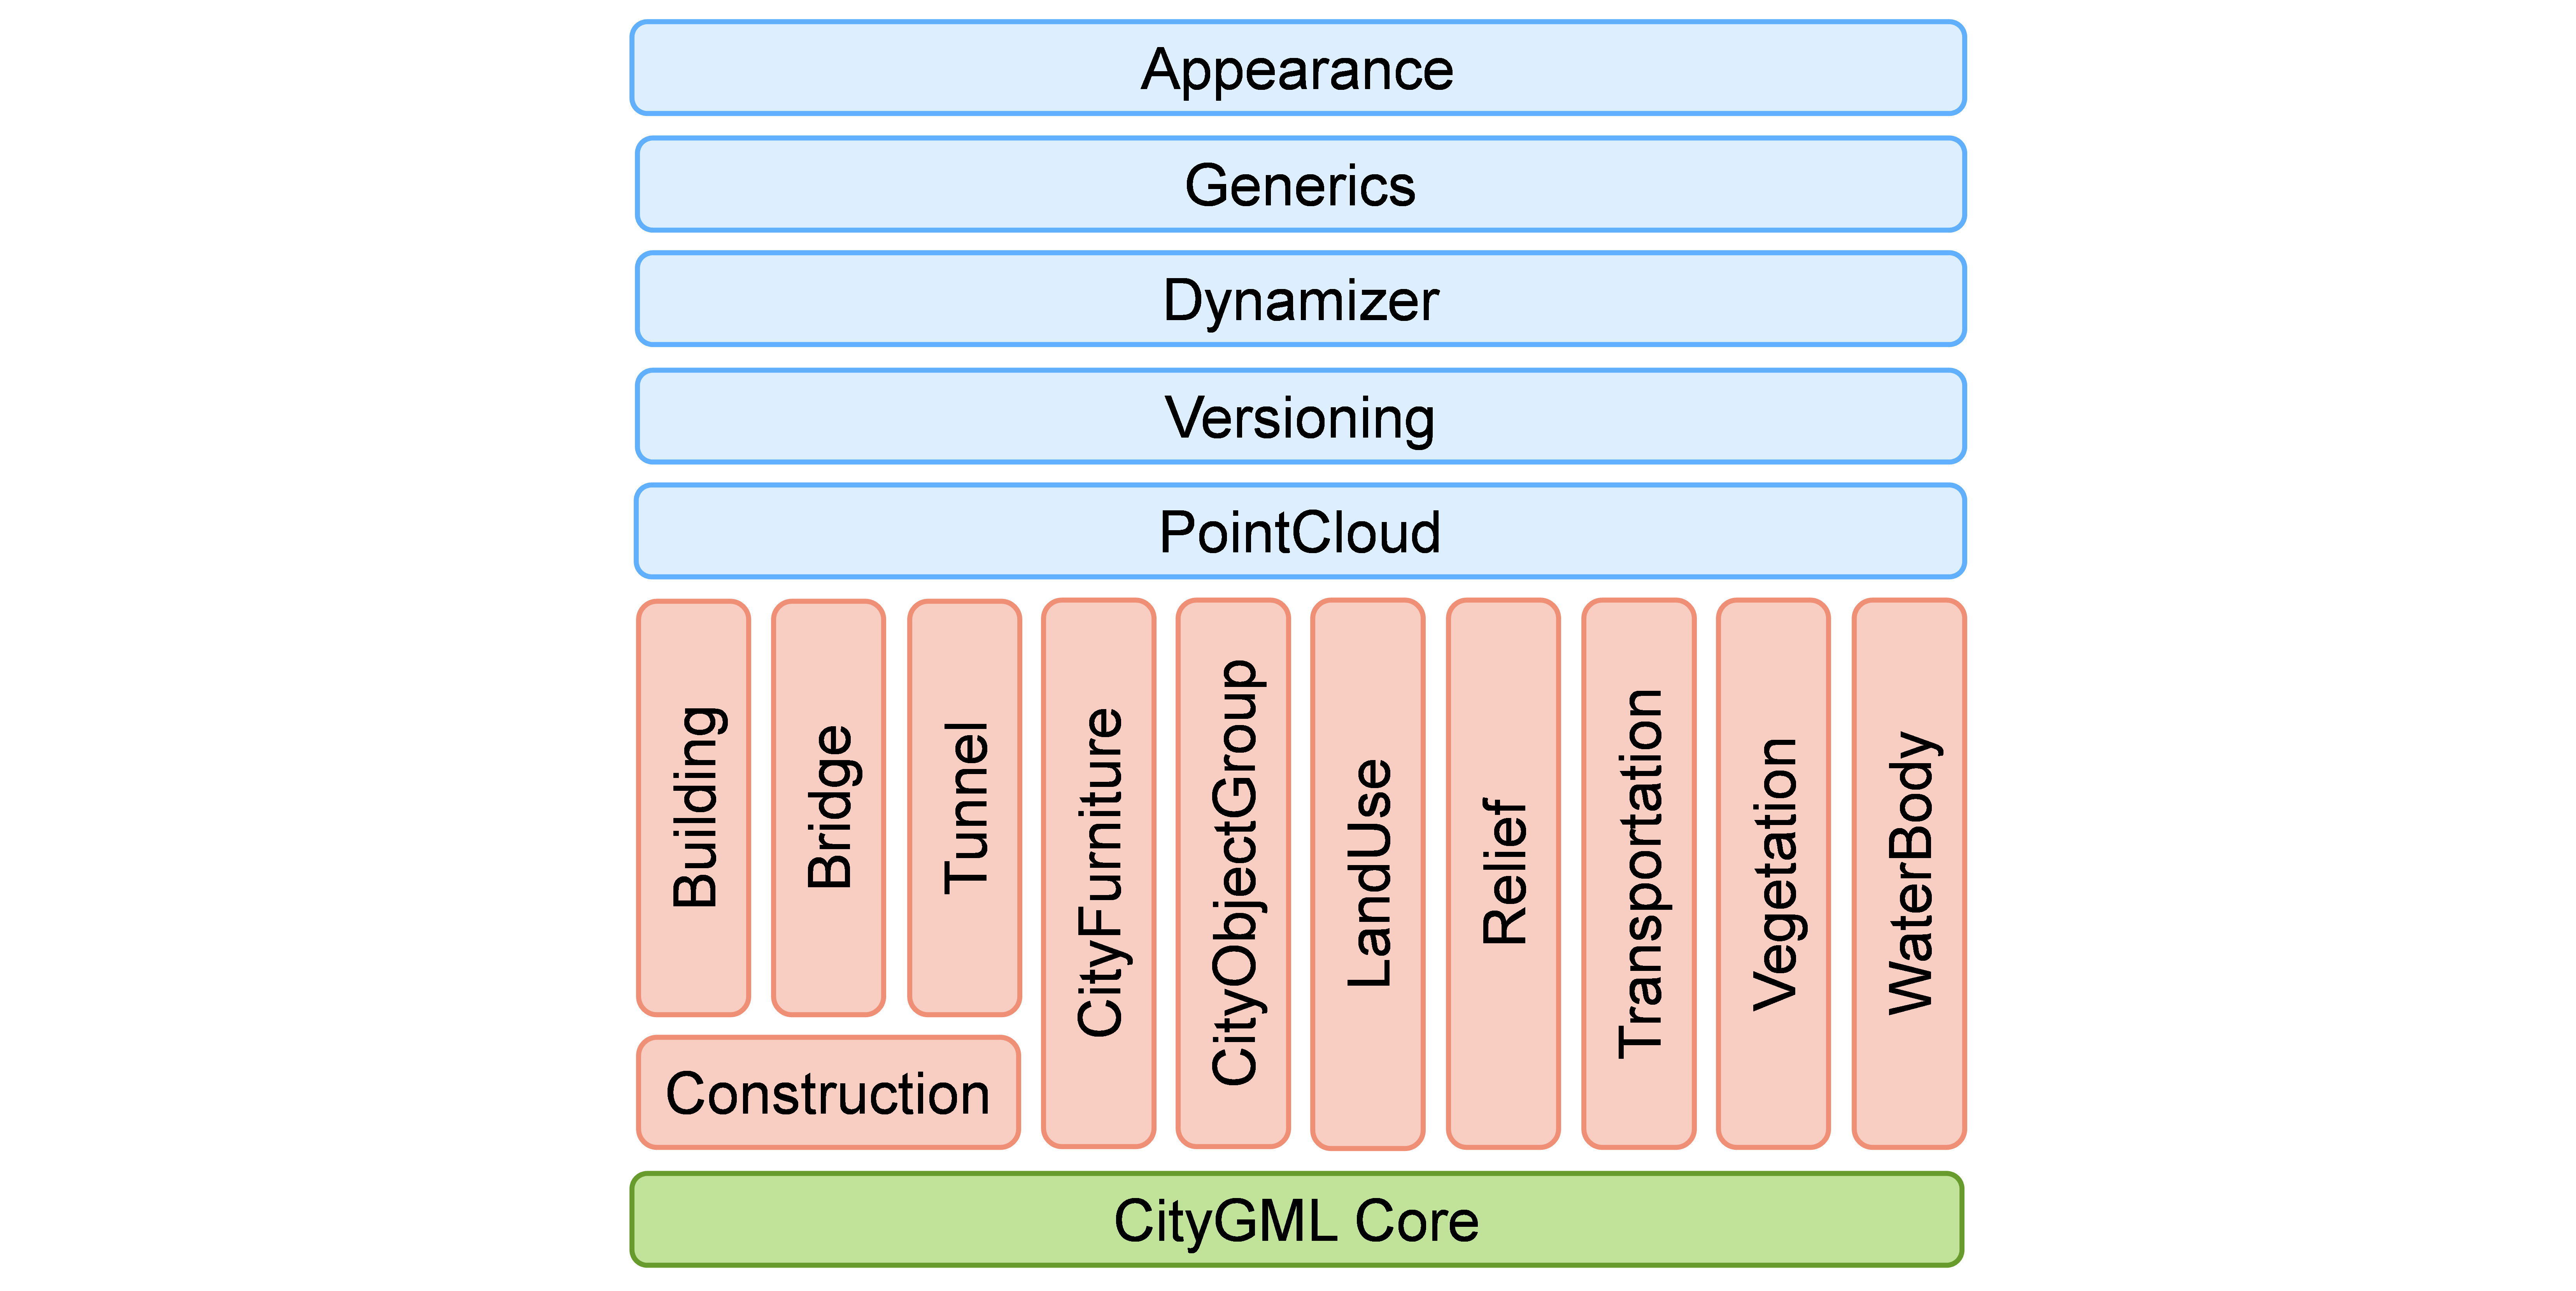 Appearance
Generics
Dynamizer
Versioning
PointCloud
Building
Bridge
Tunnel
CityFurniture
CityObjectGroup
LandUse
Relief
Transportation
Vegetation
WaterBody
Construction
CityGML Core